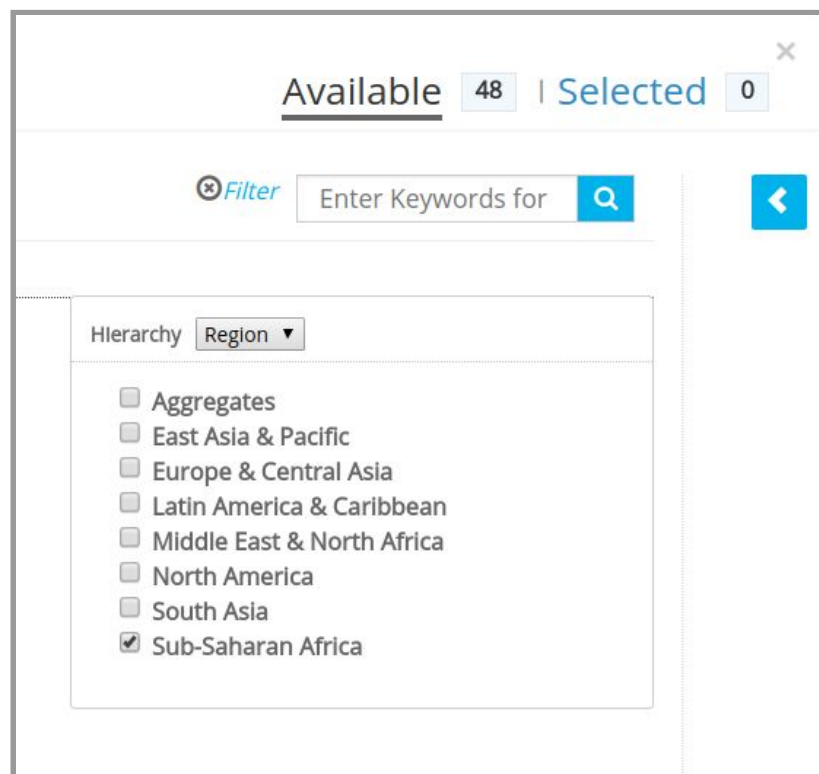 ×
Available 48 | Selected 0
Filter Enter Keywords for
HIerarchy Region
Aggregates
East Asia & Pacific
Europe & Central Asia
Latin America & Caribbean
Middle East & North Africa
North America
South Asia
Sub-Saharan Africa